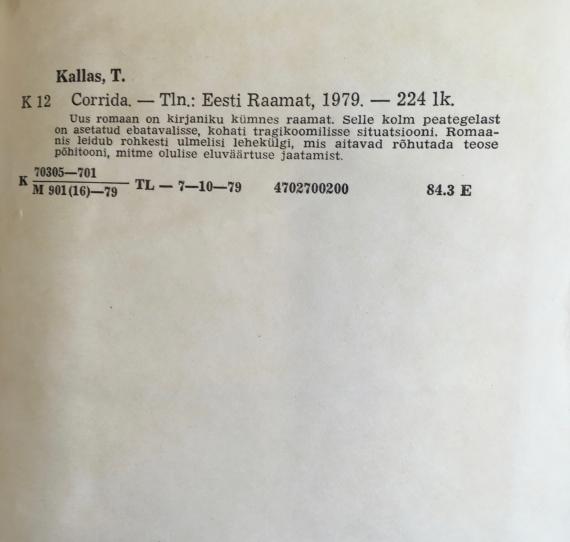 Kallas, T.
K 12 Corrida. — Tln.: Eesti Raamat, 1979. — 224 lk.
Uus romaan on kirjaniku kümnes raamat. Selle kolm peategelast
on asetatud ebatavalisse, kohati tragikoomilisse situatsiooni. Romaa-
nis leidub rohkesti ulmelisi lehekülgi, mis aitavad rõhutada teose
põhitooni, mitme olulise eluväärtuse jaatamist.
70305—701
K M 901(16)—79 TL — 7—10—79 4702700200 84.3 E